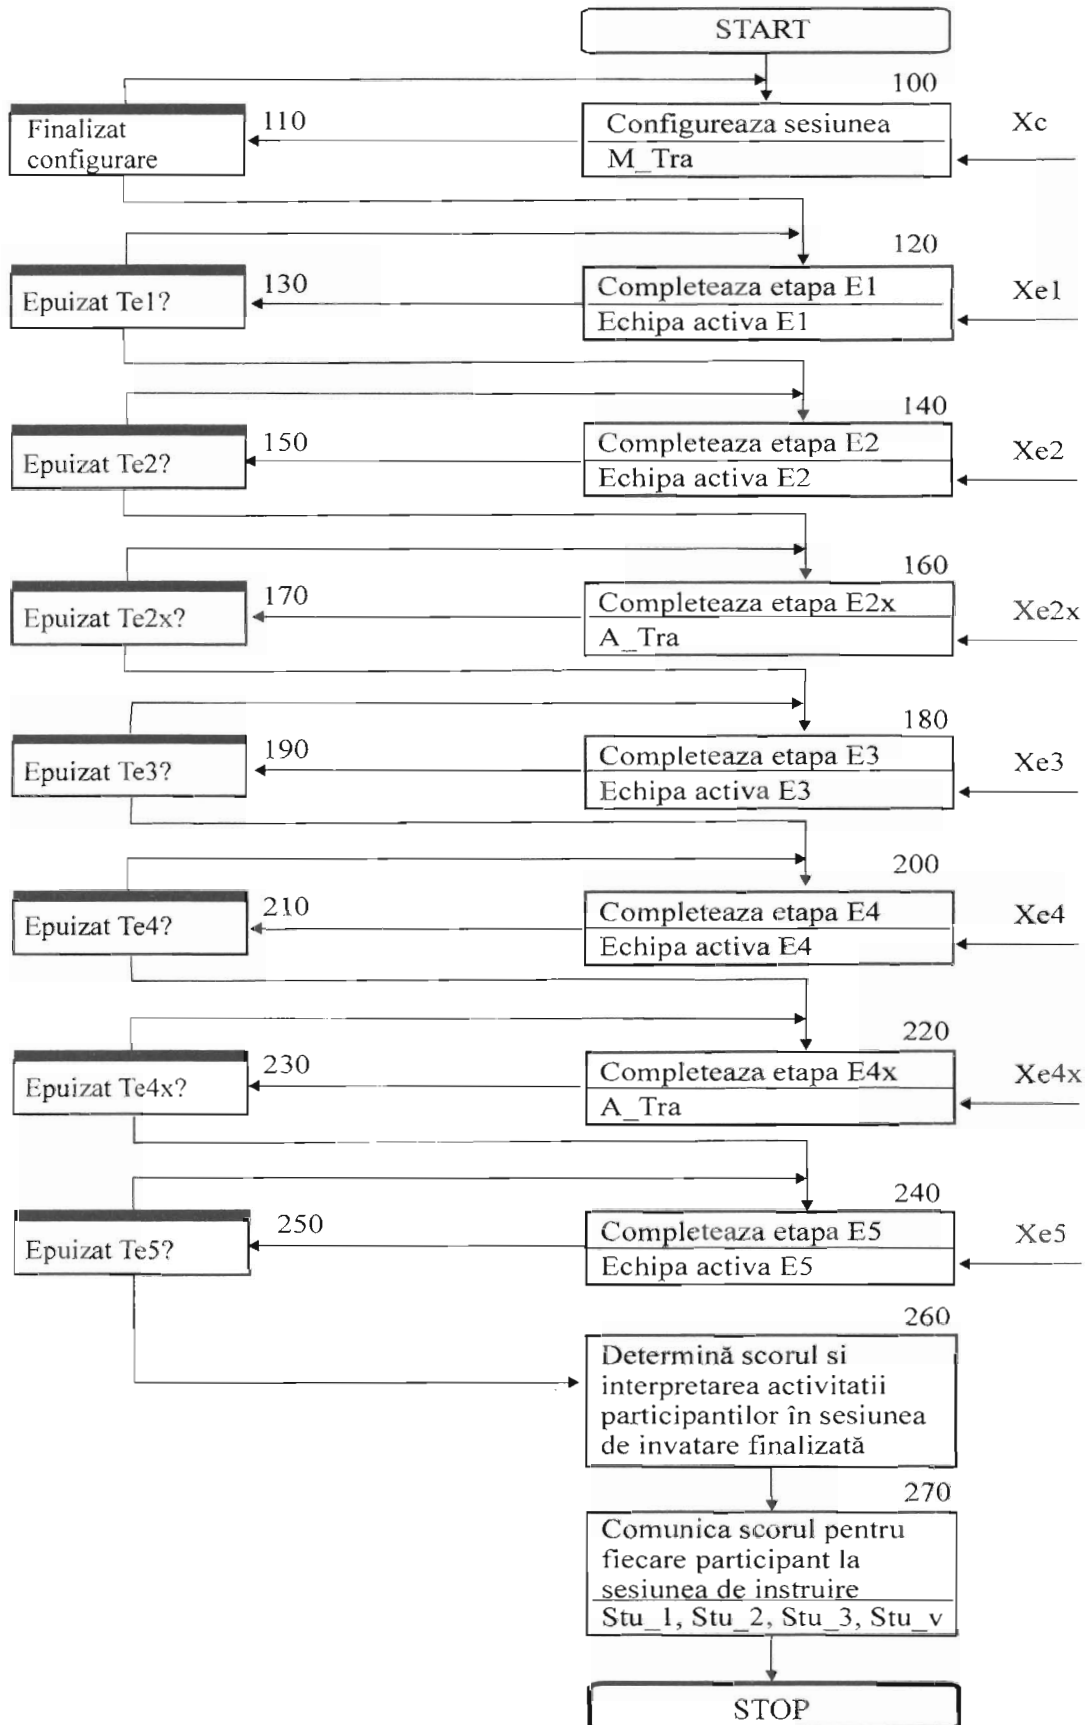 START
100
Finalizat
configurare
110
Configureaza sesiunea
M_Tra
Xc
120
Epuizat Te1?
130
Completeaza etapa E1
Echipa activa E1
Xe1
140
Epuizat Te2?
150
Completeaza etapa E2
Echipa activa E2
Xe2
160
Epuizat Te2x?
170
Completeaza etapa E2x
A_Tra
Xe2x
180
Epuizat Te3?
190
Completeaza etapa E3
Echipa activa E3
Xe3
200
Epuizat Te4?
210
Completeaza etapa E4
Echipa activa E4
Xe4
220
Epuizat Te4x?
230
Completeaza etapa E4x
A_Tra
Xe4x
240
Epuizat Te5?
250
Completeaza etapa E5
Echipa activa E5
Xe5
260
Determină scorul si
interpretarea activitatii
participantilor în sesiunea
de invatare finalizată
270
Comunica scorul pentru
fiecare participant la
sesiunea de instruire
Stu_1, Stu_2, Stu_3, Stu_v
STOP